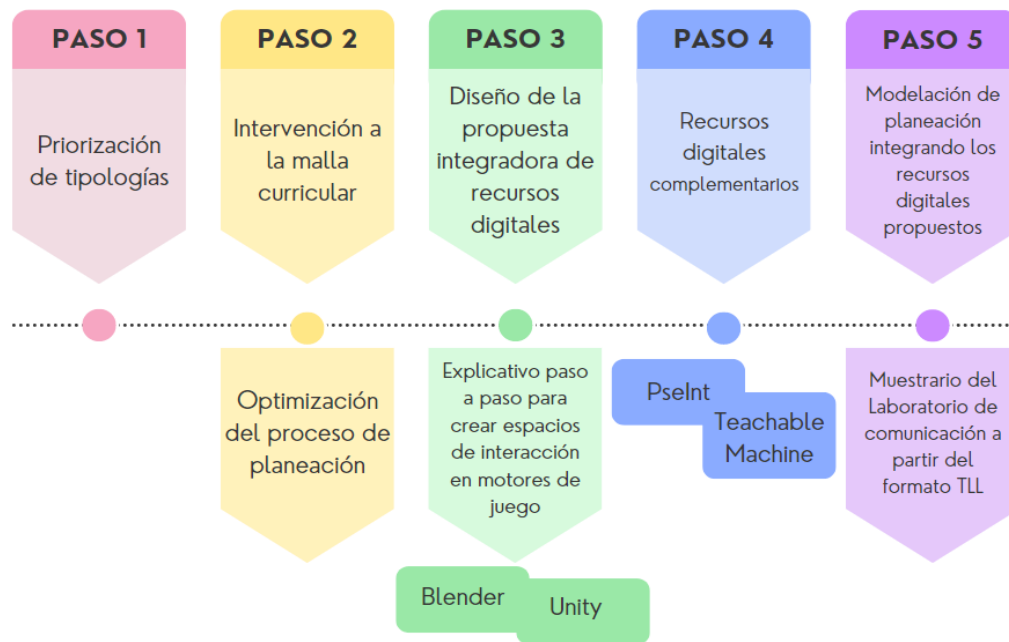 PASO 1
Priorización
de tipologías
PASO 2
Intervención a
la malla
curricular
Optimización
del proceso de
planeación
PASO 3
Diseño de la
propuesta
integradora de
recursos
digitales
Explicativo paso
a paso para
crear espacios
de interacción
en motores de
juego
Blender
Unity
PASO 4
Recursos
digitales
complementarios
PseInt
Teachable
Machine
PASO 5
Modelación de
planeación
integrando los
recursos
digitales
propuestos
Muestrario del
Laboratorio de
comunicación a
partir del
formato TLL